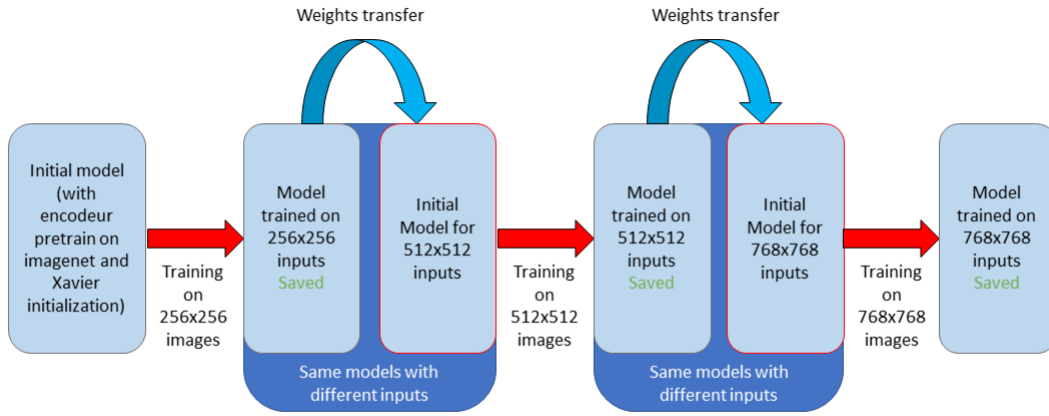 Weights transfer
Weights transfer
Initial model
(with
encodeur
pretrain on
imagenet and
Xavier
initialization)
Training
on
256x256
images
Model
trained on
256x256
inputs
Saved
Initial
Model for
512x512
inputs
Same models with
different inputs
Training
on
512x512
images
Model
trained on
512x512
inputs
Saved
Initial
Model for
768x768
inputs
Same models with
different inputs
Training
on
768x768
images
Model
trained on
768x768
inputs
Saved